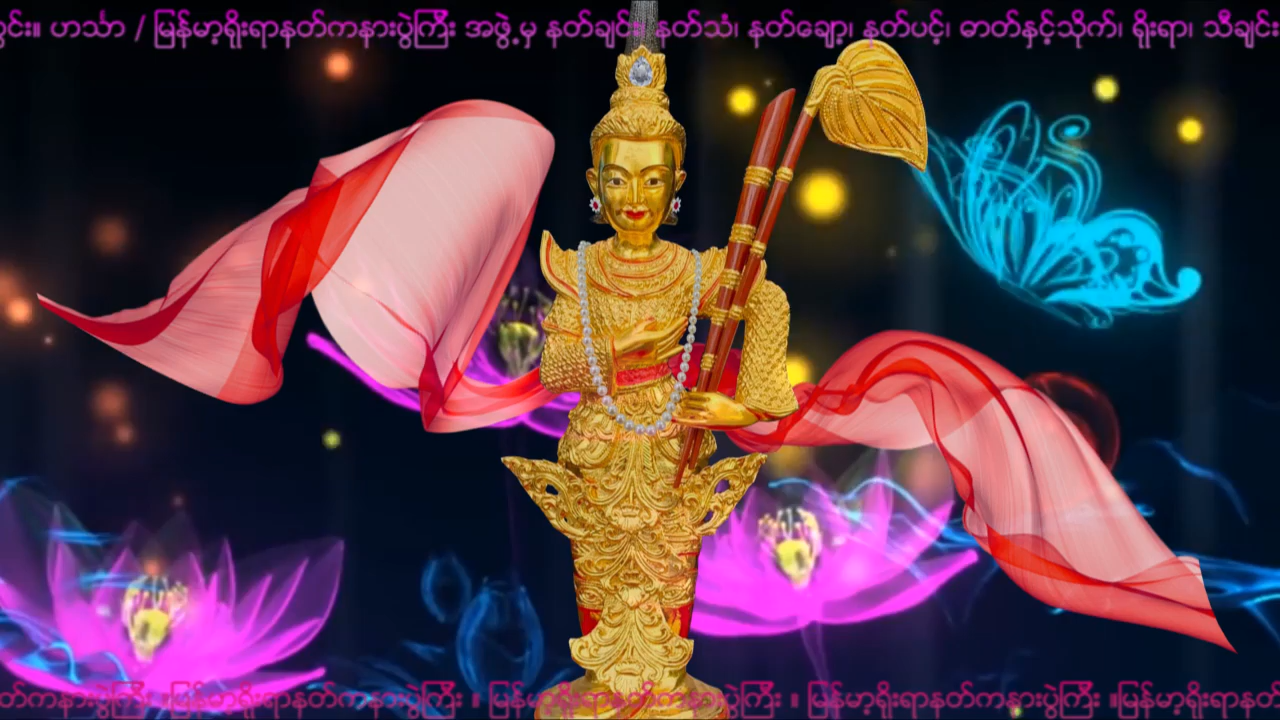 ဟင်္သာ / မြန်မာ့ရိုးရာနတ်ကနားပွဲကြီး အဖွဲ့မှ နတ်ချင်း၊ နတ်သံ၊ နတ်ချော့၊ နတ်ပင့်၊ ဓာတ်နှင့်သိုက်၊ ရိုးရာ၊ သီချင်း
နတ်ကနားပွဲကြီး ။မြန်မာ့ရိုးရာနတ်ကနားပွဲကြီး ။ မြန်မာ့ရိုးရာနတ်ကနားပွဲကြီး ။ မြန်မာ့ရိုးရာနတ်ကနားပွဲကြီး ။မြန်မာ့ရိုးရာနတ်